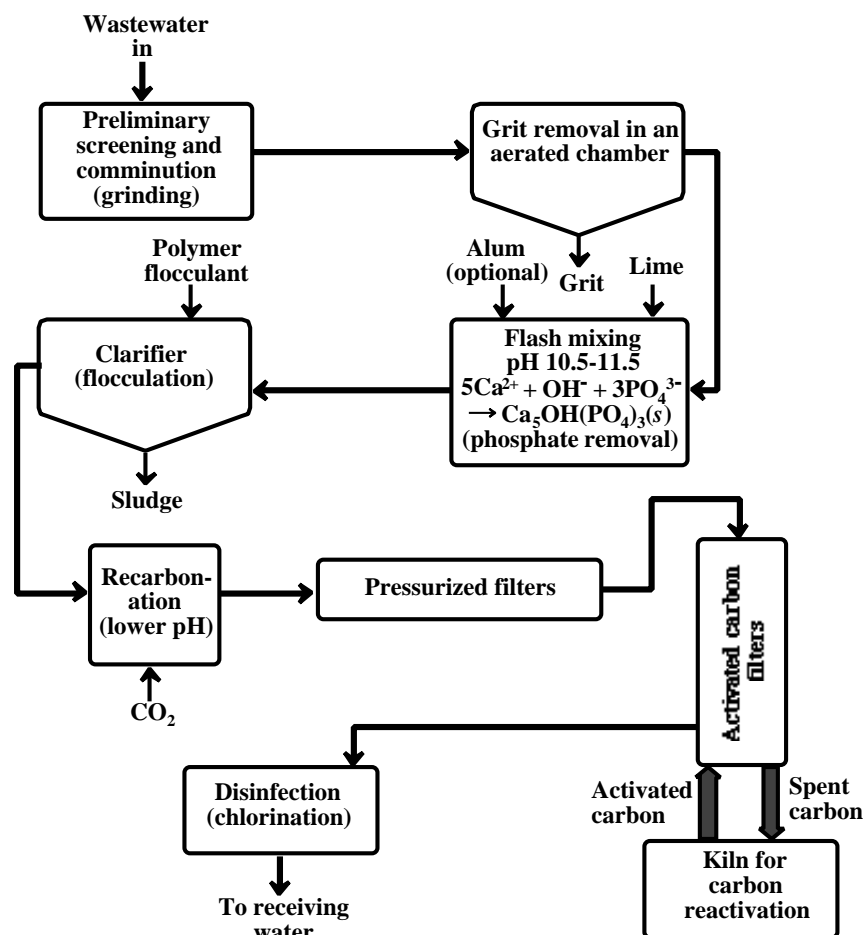 Wastewater
in
Preliminary
screening and
comminution
(grinding)
Grit removal in an
aerated chamber
Grit
Polymer
flocculant
Alum
(optional)
Lime
Clarifier
(flocculation)
Sludge
Flash mixing
pH 10.5-11.5
5Ca²⁺ + OH⁻ + 3PO₄³⁻
→ Ca₅OH(PO₄)₃(s)
(phosphate removal)
Recarbon-
ation
(lower pH)
CO₂
Pressurized filters
Activated carbon
filters
Disinfection
(chlorination)
Activated
carbon
Spent
carbon
Kiln for
carbon
reactivation
To receiving
water